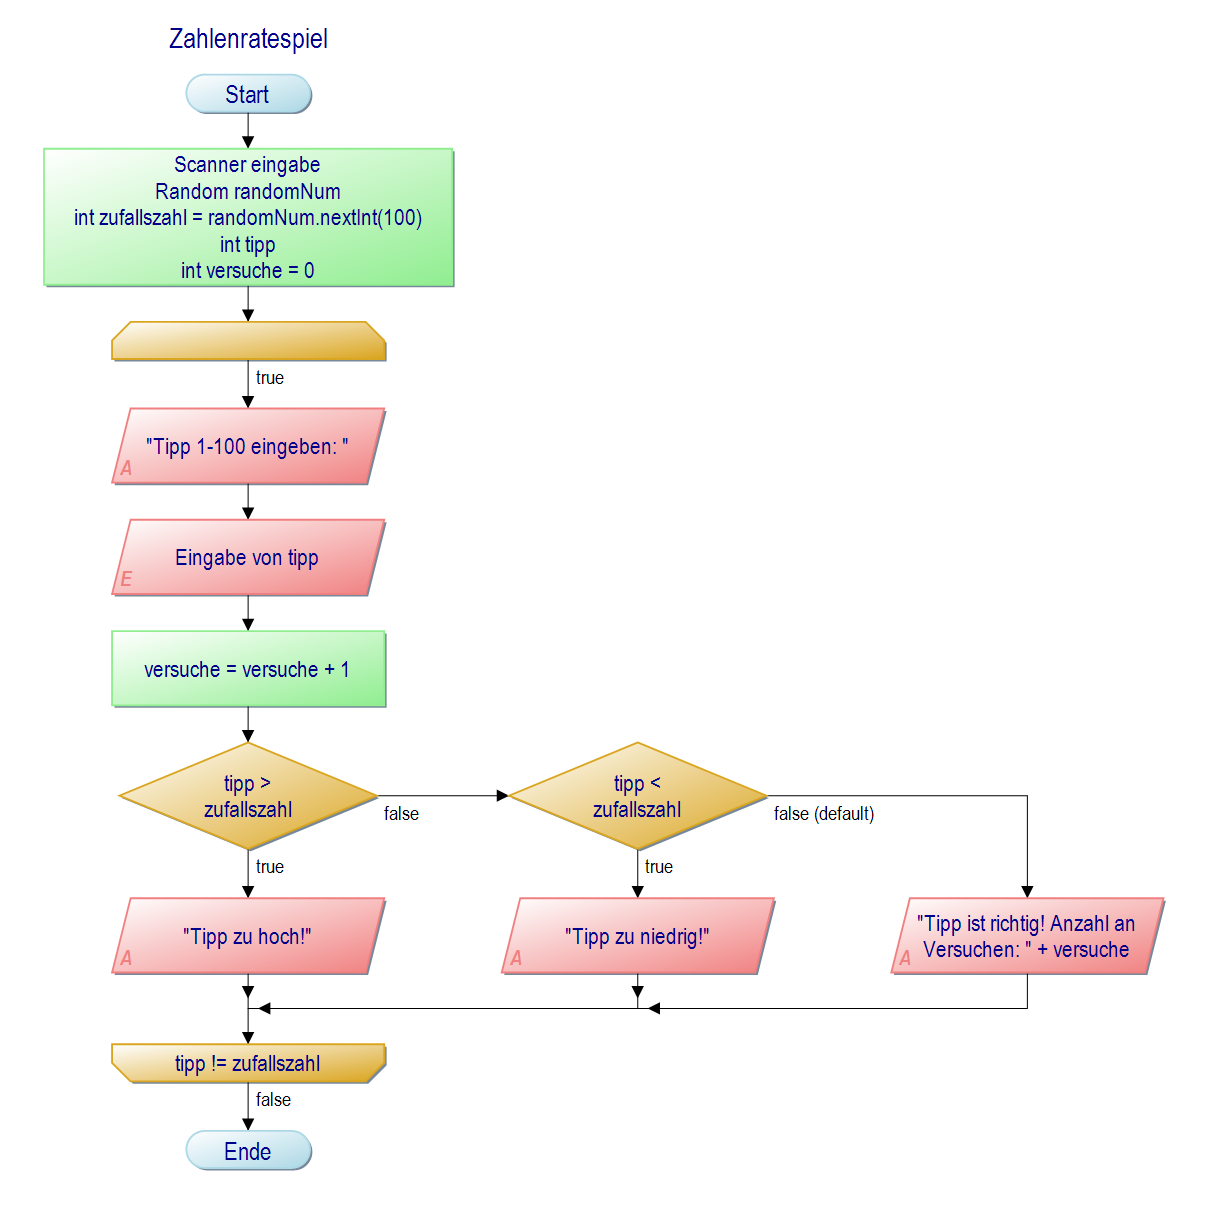 Zahlenratespiel
Start
Scanner eingabe
Random randomNum
int zufallszahl = randomNum.nextInt(100)
int tipp
int versuche = 0
true
"Tipp 1-100 eingeben: "
A
Eingabe von tipp
E
versuche = versuche + 1
tipp >
zufallszahl
false
true
tipp <
zufallszahl
false (default)
true
"Tipp zu hoch!"
A
"Tipp zu niedrig!"
A
"Tipp ist richtig! Anzahl an
Versuchen: " + versuche
A
tipp != zufallszahl
false
Ende